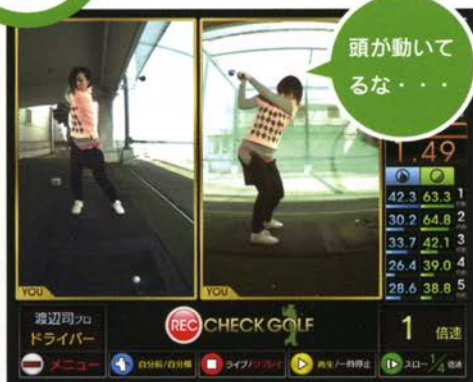 頭が動いて
るな・・・
1.49
42.3 63.3 1
30.2 64.8 2
33.7 42.1 3
26.4 39.0 4
28.6 38.8 5
YOU
YOU
渡辺司プロ
ドライバー
REC CHECK GOLF
1 倍速
メニュー
自分前/自分横
ライブ/リプレイ
再生/一時停止
スロー1/4倍速